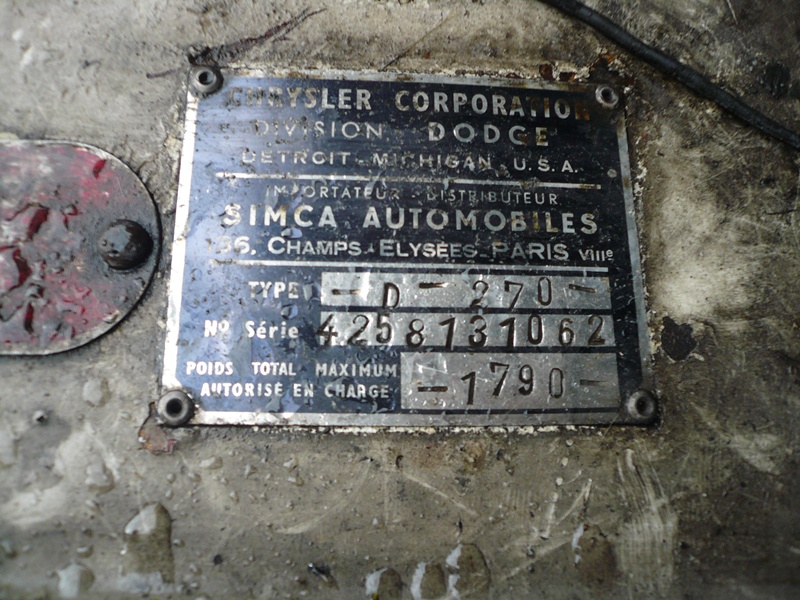 CHRYSLER CORPORATION
DIVISION DODGE
DETROIT - MICHIGAN - U.S.A.
IMPORTATEUR - DISTRIBUTEUR
SIMCA AUTOMOBILES
136, CHAMPS-ELYSÉES-PARIS VIIIe
TYPE - D - 270 -
No Série 4258131062
POIDS TOTAL MAXIMUM
AUTORISÉ EN CHARGE - 1790 -